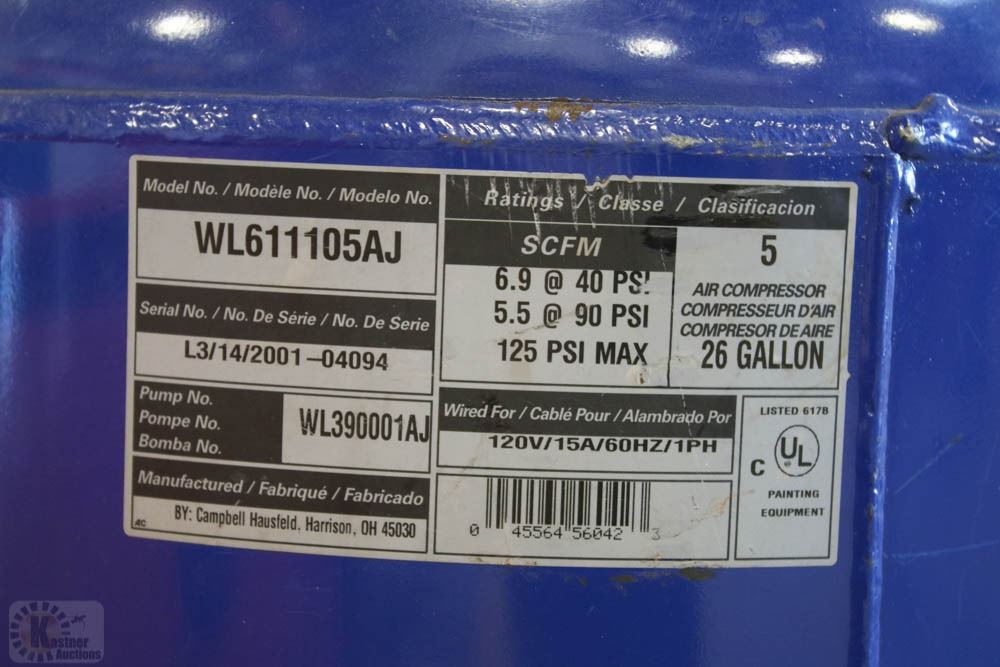 Model No. / Modèle No. / Modelo No.
WL611105AJ
Serial No. / No. De Série / No. De Serie
L3/14/2001-04094
Pump No.
Pompe No.
Bomba No.
WL390001AJ
Manufactured / Fabriqué / Fabricado
BY: Campbell Hausfeld, Harrison, OH 45030
AC
Ratings / Classe / Clasificacion
SCFM
6.9 @ 40 PSI
5.5 @ 90 PSI
125 PSI MAX
5
AIR COMPRESSOR
COMPRESSEUR D'AIR
COMPRESOR DE AIRE
26 GALLON
Wired For / Cablé Pour / Alambrado Por
120V/15A/60HZ/1PH
0 45564 56042 3
LISTED 617B
C UL
PAINTING
EQUIPMENT
Kastner
Auctions